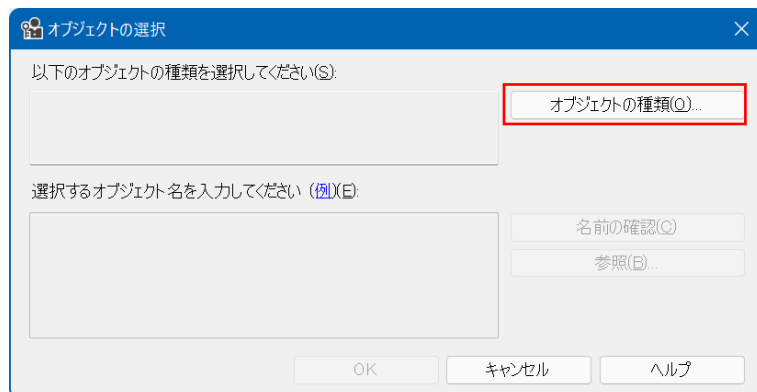 オブジェクトの選択
以下のオブジェクトの種類を選択してください(S):
オブジェクトの種類(O)...
選択するオブジェクト名を入力してください (例)(E):
名前の確認(C)
参照(B)...
OK
キャンセル
ヘルプ